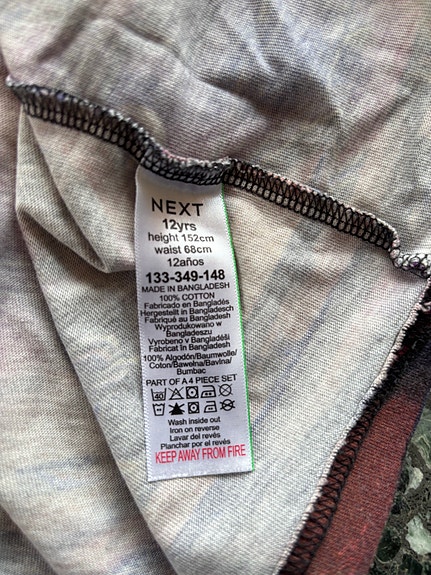 NEXT
12yrs
height 152cm
waist 68cm
12años
133-349-148
MADE IN BANGLADESH
100% COTTON
Fabricado en Bangladés
Hergestellt in Bangladesch
Fabriqué au Bangladesh
Wyprodukowano w
Bangladeszu
Vyrobeno v Bangladéši
Fabricat în Bangladesh
100% Algodón/Baumwolle/
Coton/Bawełna/Bavlna/
Bumbac
PART OF A 4 PIECE SET
40
Wash inside out
Iron on reverse
Lavar del revés
Planchar por el revés
KEEP AWAY FROM FIRE